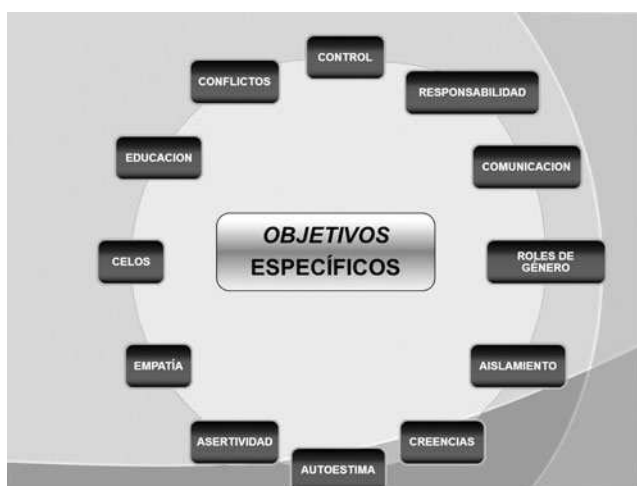 CONTROL
CONFLICTOS
RESPONSABILIDAD
EDUCACION
COMUNICACION
OBJETIVOS
ESPECÍFICOS
CELOS
ROLES DE
GÉNERO
EMPATÍA
AISLAMIENTO
ASERTIVIDAD
CREENCIAS
AUTOESTIMA